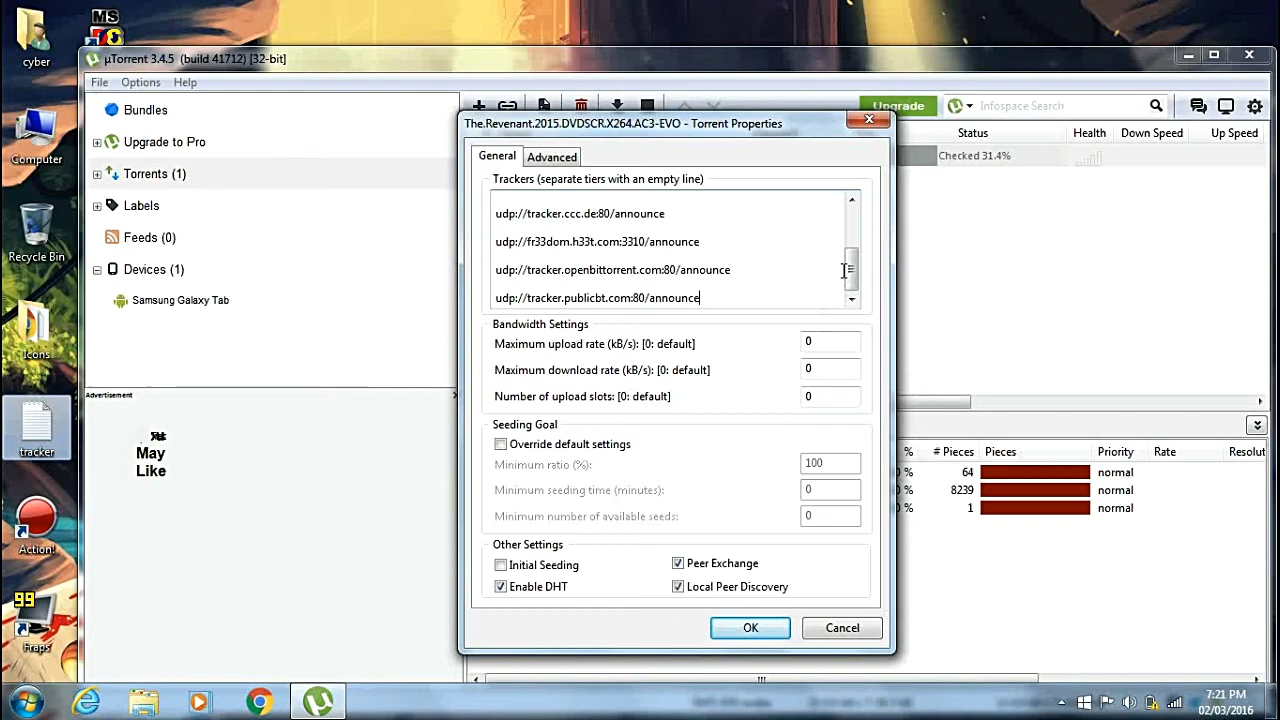 MS
cyber
µTorrent 3.4.5 (build 41712) [32-bit]
File Options Help
Bundles
Upgrade
Infospace Search
The.Revenant.2015.DVDSCR.X264.AC3-EVO - Torrent Properties
Status Health Down Speed Up Speed
Upgrade to Pro
General Advanced
Checked 31.4%
Computer
Torrents (1)
Trackers (separate tiers with an empty line)
Labels
udp://tracker.ccc.de:80/announce
Feeds (0)
udp://fr33dom.h33t.com:3310/announce
Recycle Bin
Devices (1)
udp://tracker.openbittorrent.com:80/announce
Samsung Galaxy Tab
udp://tracker.publicbt.com:80/announce
Bandwidth Settings
Maximum upload rate (kB/s): [0: default] 0
Icons
Maximum download rate (kB/s): [0: default] 0
Advertisement
Number of upload slots: [0: default] 0
Seeding Goal
May
Like
tracker
Override default settings
% # Pieces Pieces Priority Rate Resolut
Minimum ratio (%): 100
0 % 64 normal
Minimum seeding time (minutes): 0
0 % 8239 normal
Minimum number of available seeds: 0
0 % 1 normal
Action!
Other Settings
Initial Seeding Peer Exchange
Enable DHT Local Peer Discovery
99
OK Cancel
Fraps
7:21 PM
02/03/2016